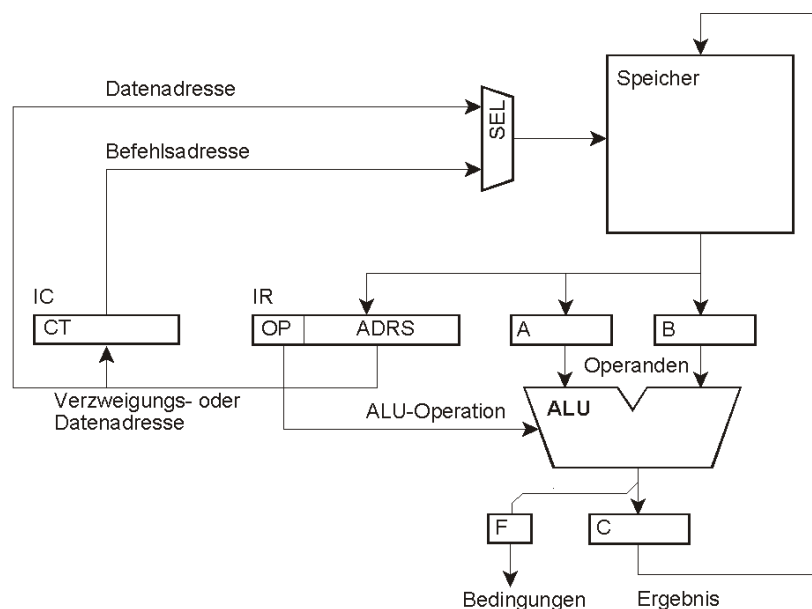 Datenadresse
Speicher
SEL
Befehlsadresse
IC
IR
CT
OP
ADRS
A
B
Operanden
Verzweigungs- oder
Datenadresse
ALU-Operation
ALU
F
C
Bedingungen
Ergebnis